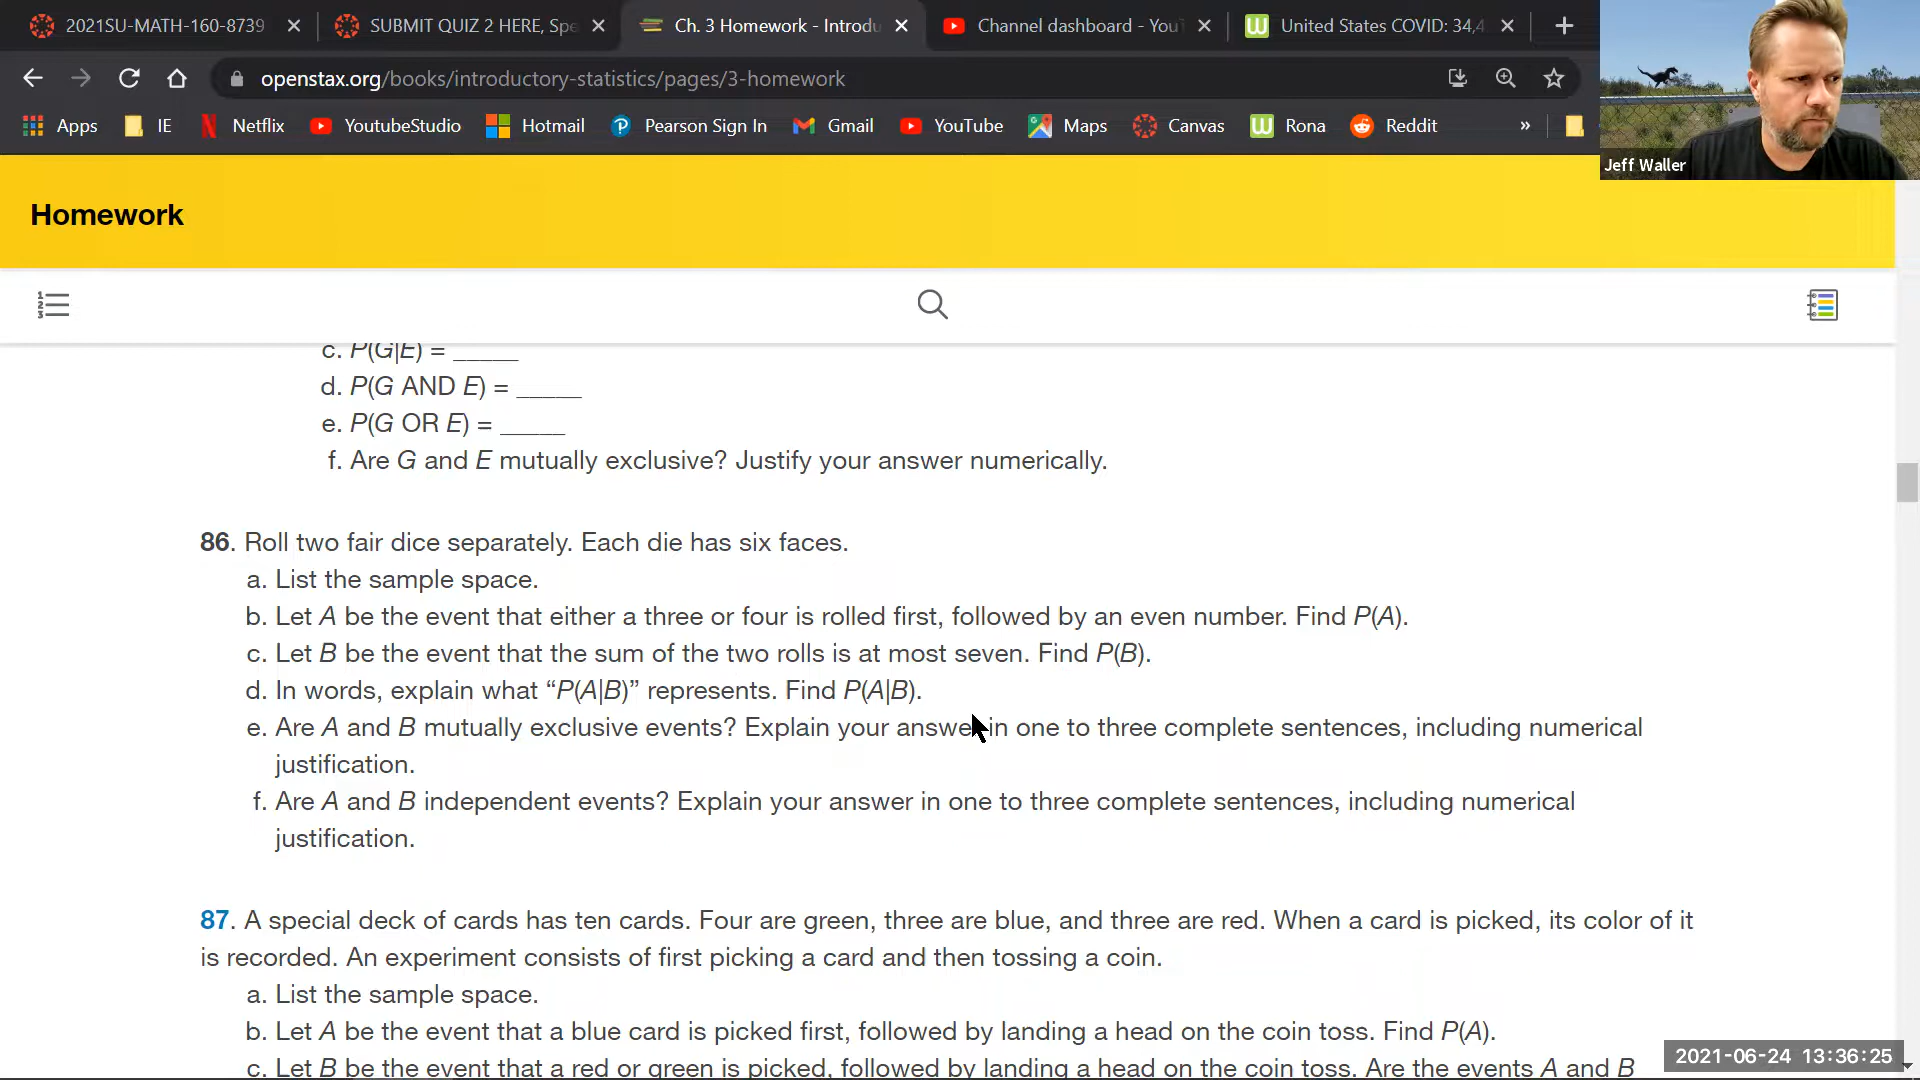 2021SU-MATH-160-8739
SUBMIT QUIZ 2 HERE, Spe
Ch. 3 Homework - Introdu
Channel dashboard - YouT
United States COVID: 34,4
openstax.org/books/introductory-statistics/pages/3-homework
Apps
IE
Netflix
YoutubeStudio
Hotmail
Pearson Sign In
Gmail
YouTube
Maps
Canvas
Rona
Reddit
»
Jeff Waller
Homework
c. P(G|E) = _____
d. P(G AND E) = _____
e. P(G OR E) = _____
f. Are G and E mutually exclusive? Justify your answer numerically.
86. Roll two fair dice separately. Each die has six faces.
a. List the sample space.
b. Let A be the event that either a three or four is rolled first, followed by an even number. Find P(A).
c. Let B be the event that the sum of the two rolls is at most seven. Find P(B).
d. In words, explain what “P(A|B)” represents. Find P(A|B).
e. Are A and B mutually exclusive events? Explain your answer in one to three complete sentences, including numerical
justification.
f. Are A and B independent events? Explain your answer in one to three complete sentences, including numerical
justification.
87. A special deck of cards has ten cards. Four are green, three are blue, and three are red. When a card is picked, its color of it
is recorded. An experiment consists of first picking a card and then tossing a coin.
a. List the sample space.
b. Let A be the event that a blue card is picked first, followed by landing a head on the coin toss. Find P(A).
c. Let B be the event that a red or green is picked, followed by landing a head on the coin toss. Are the events A and B
2021-06-24 13:36:25